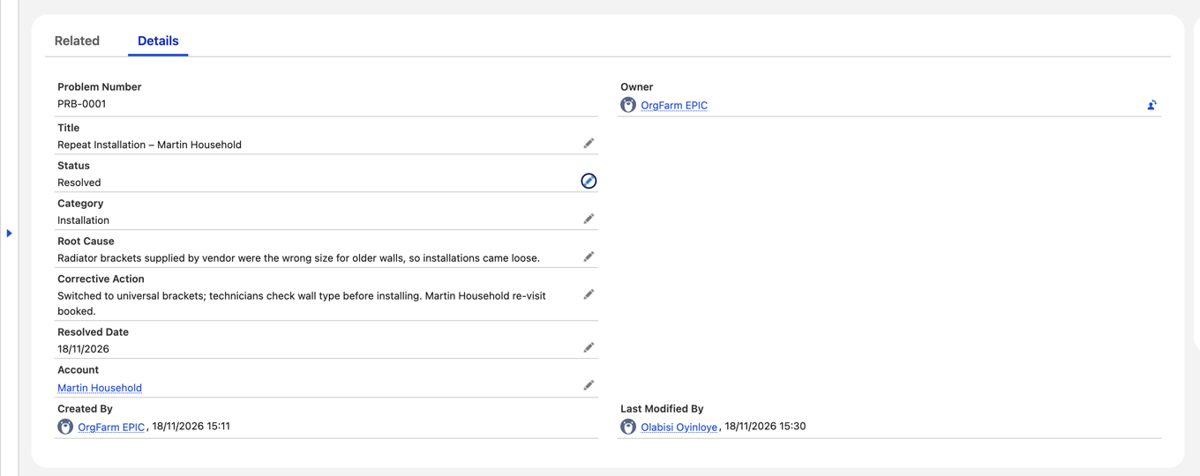 Related Details
Problem Number
PRB-0001
Owner
OrgFarm EPIC
Title
Repeat Installation – Martin Household
Status
Resolved
Category
Installation
Root Cause
Radiator brackets supplied by vendor were the wrong size for older walls, so installations came loose.
Corrective Action
Switched to universal brackets; technicians check wall type before installing. Martin Household re-visit
booked.
Resolved Date
18/11/2026
Account
Martin Household
Created By
OrgFarm EPIC, 18/11/2026 15:11
Last Modified By
Olabisi Oyinloye, 18/11/2026 15:30